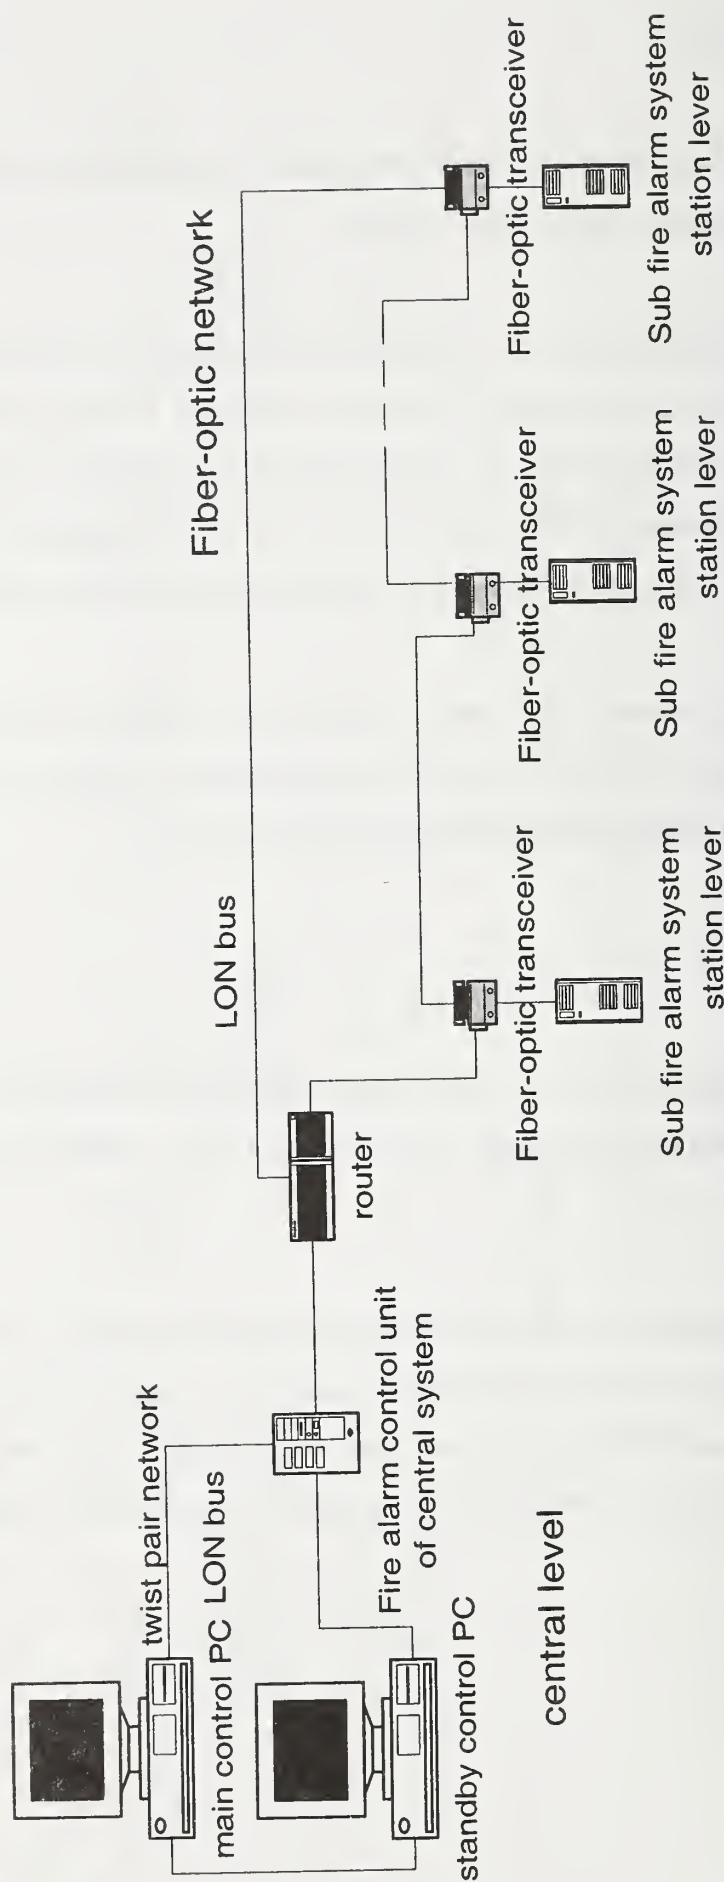 Fiber-optic network
LON bus
twist pair network
main control PC
LON bus
router
Fire alarm control unit
of central system
standby control PC
central level
Fiber-optic transceiver
Fiber-optic transceiver
Fiber-optic transceiver
Sub fire alarm system
station lever
Sub fire alarm system
station lever
Sub fire alarm system
station lever